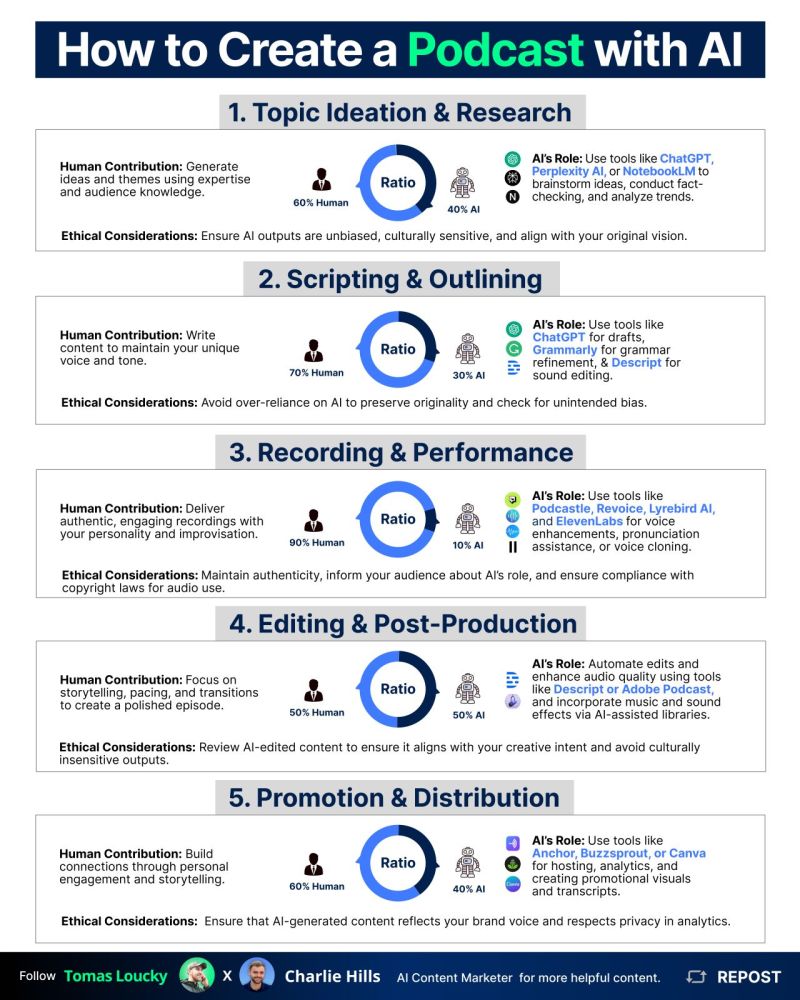 How to Create a Podcast with AI
1. Topic Ideation & Research
Human Contribution: Generate
ideas and themes using expertise
and audience knowledge.
60% Human
Ratio
40% AI
AI's Role: Use tools like ChatGPT,
Perplexity AI, or NotebookLM to
brainstorm ideas, conduct fact-
checking, and analyze trends.
Ethical Considerations: Ensure AI outputs are unbiased, culturally sensitive, and align with your original vision.
2. Scripting & Outlining
Human Contribution: Write
content to maintain your unique
voice and tone.
70% Human
Ratio
30% AI
AI's Role: Use tools like
ChatGPT for drafts,
Grammarly for grammar
refinement, & Descript for
sound editing.
Ethical Considerations: Avoid over-reliance on AI to preserve originality and check for unintended bias.
3. Recording & Performance
Human Contribution: Deliver
authentic, engaging recordings with
your personality and improvisation.
90% Human
Ratio
10% AI
AI's Role: Use tools like
Podcastle, Revoice, Lyrebird AI,
and ElevenLabs for voice
enhancements, pronunciation
assistance, or voice cloning.
Ethical Considerations: Maintain authenticity, inform your audience about AI's role, and ensure compliance with
copyright laws for audio use.
4. Editing & Post-Production
Human Contribution: Focus on
storytelling, pacing, and transitions
to create a polished episode.
50% Human
Ratio
50% AI
AI's Role: Automate edits and
enhance audio quality using tools
like Descript or Adobe Podcast,
and incorporate music and sound
effects via AI-assisted libraries.
Ethical Considerations: Review AI-edited content to ensure it aligns with your creative intent and avoid culturally
insensitive outputs.
5. Promotion & Distribution
Human Contribution: Build
connections through personal
engagement and storytelling.
60% Human
Ratio
40% AI
AI's Role: Use tools like
Anchor, Buzzsprout, or Canva
for hosting, analytics, and
creating promotional visuals
and transcripts.
Ethical Considerations: Ensure that AI-generated content reflects your brand voice and respects privacy in analytics.
Follow Tomas Loucky X Charlie Hills AI Content Marketer for more helpful content. REPOST